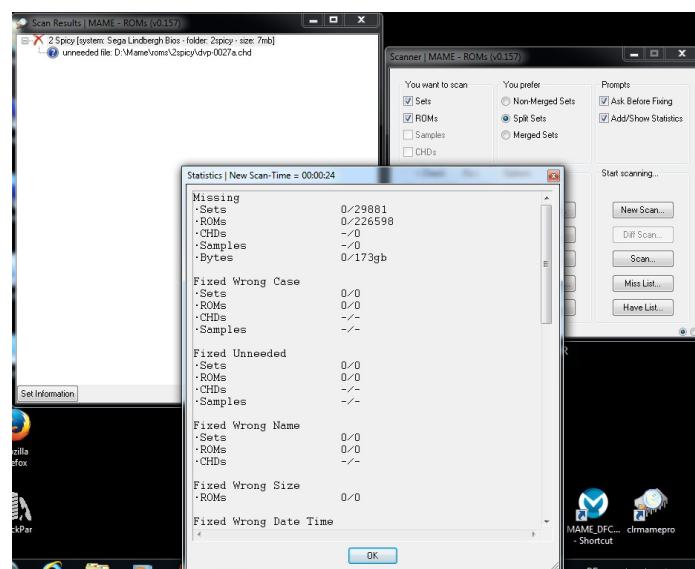 Scan Results | MAME - ROMs (v0.157)
2 Spicy [system: Sega Lindbergh Bios - folder: 2spicy - size: 7mb]
unneeded file: D:\Mame\roms\2spicy\dvp-0027a.chd
Set Information
Scanner | MAME - ROMs (v0.157)
You want to scan
Sets
ROMs
Samples
CHDs
You prefer
Non-Merged Sets
Split Sets
Merged Sets
Prompts
Ask Before Fixing
Add/Show Statistics
Start scanning...
New Scan...
Diff Scan...
Scan...
Miss List...
Have List...
Statistics | New Scan-Time = 00:00:24
Missing
·Sets 0/29881
·ROMs 0/226598
·CHDs -/0
·Samples -/0
·Bytes 0/173gb
Fixed Wrong Case
·Sets 0/0
·ROMs 0/0
·CHDs -/-
·Samples -/-
Fixed Unneeded
·Sets 0/0
·ROMs 0/0
·CHDs -/-
·Samples -/-
Fixed Wrong Name
·Sets 0/0
·ROMs 0/0
·CHDs -/-
Fixed Wrong Size
·ROMs 0/0
Fixed Wrong Date Time
OK
zilla
efox
ckPar
MAME_DFC...
- Shortcut
clrmamepro